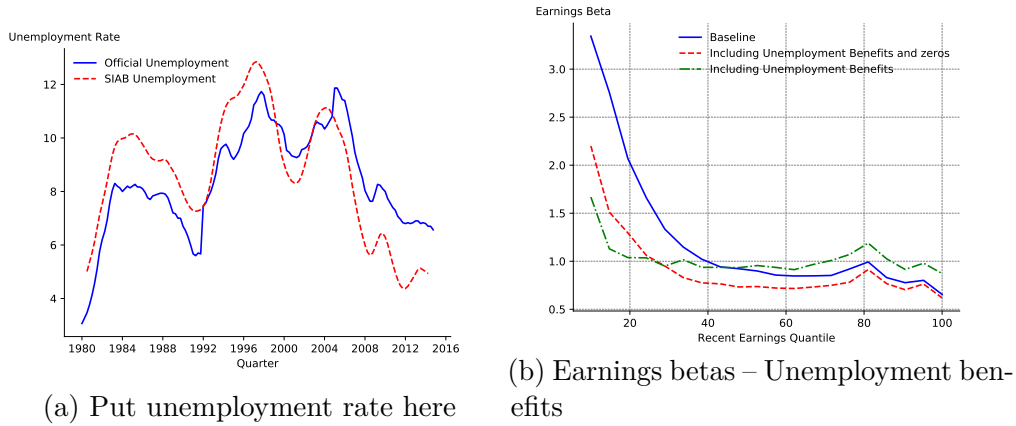 Unemployment Rate
Official Unemployment
SIAB Unemployment
12
10
8
6
4
1980 1984 1988 1992 1996 2000 2004 2008 2012 2016
Quarter
(a) Put unemployment rate here
Earnings Beta
Baseline
Including Unemployment Benefits and zeros
Including Unemployment Benefits
3.0
2.5
2.0
1.5
1.0
0.5
20 40 60 80 100
Recent Earnings Quantile
(b) Earnings betas – Unemployment ben-
efits